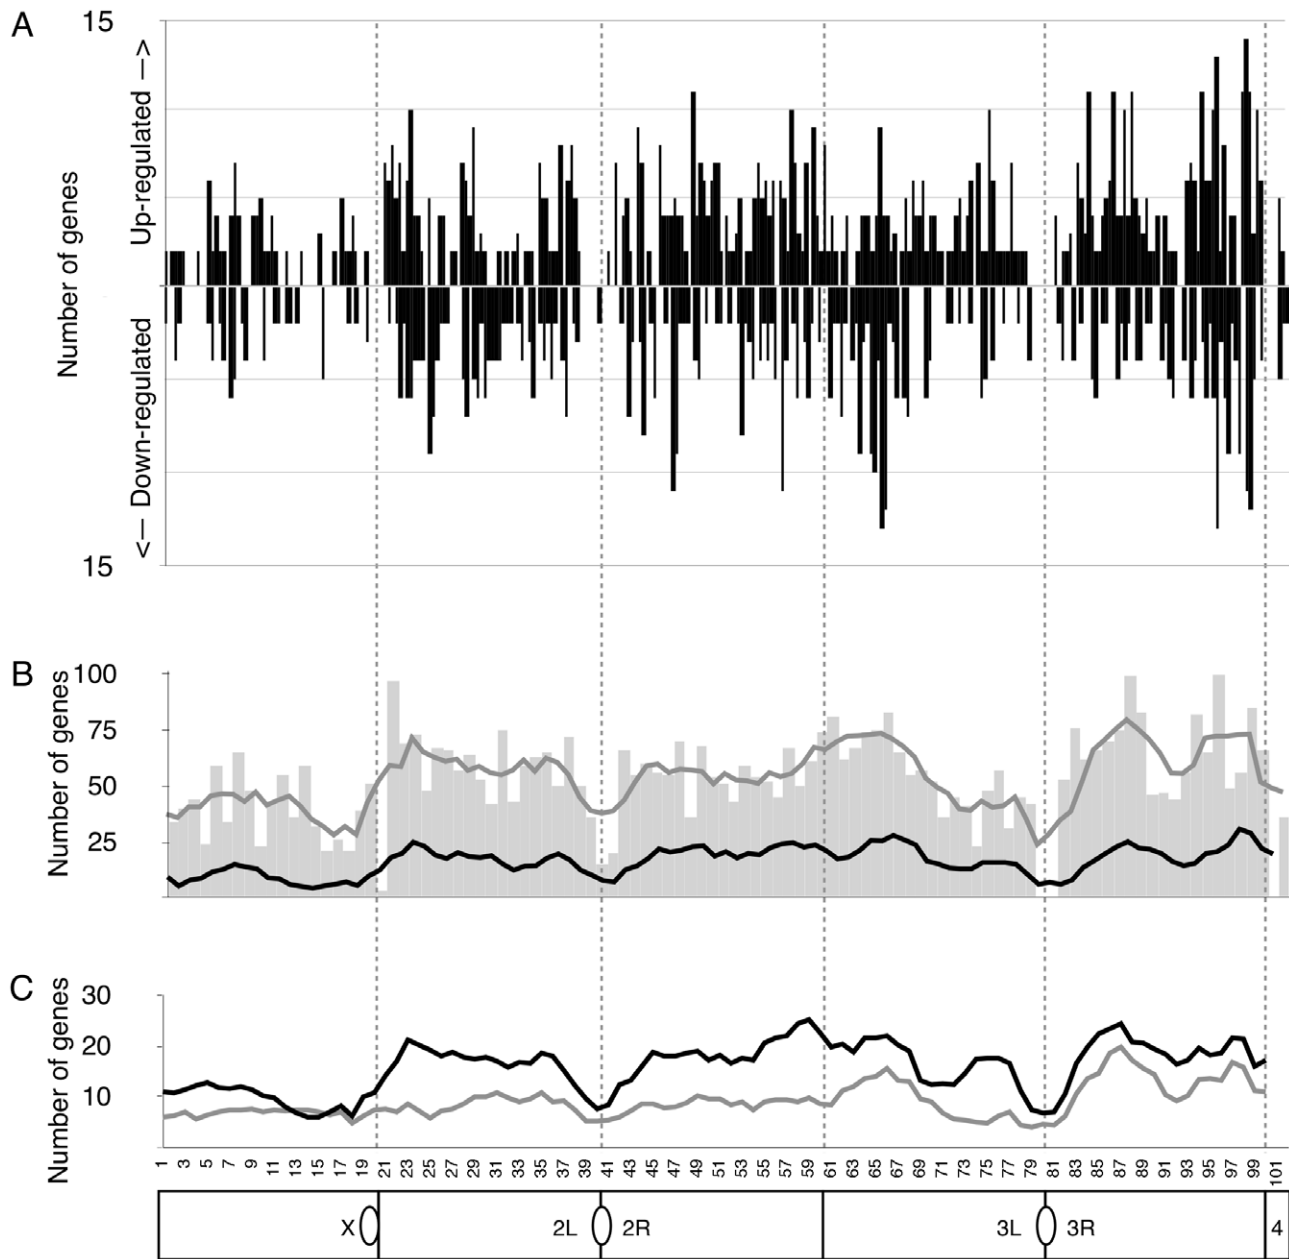 A
15
Number of genes
Up-regulated —>
<— Down-regulated
15
B
Number of genes
100
75
50
25
C
Number of genes
30
20
10
1 3 5 7 9 11 13 15 17 19 21 23 25 27 29 31 33 35 37 39 41 43 45 47 49 51 53 55 57 59 61 63 65 67 69 71 73 75 77 79 81 83 85 87 89 91 93 95 97 99 101
X 2L 2R 3L 3R 4